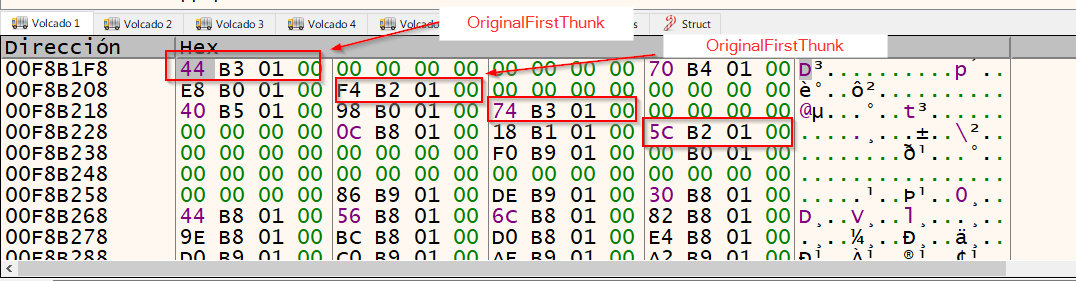 Volcado 1 Volcado 2 Volcado 3 Volcado 4 Struct
OriginalFirstThunk
OriginalFirstThunk
Dirección Hex
00F8B1F8 44 B3 01 00 00 00 00 00 00 00 00 00 70 B4 01 00 D³..........p´..
00F8B208 E8 B0 01 00 F4 B2 01 00 00 00 00 00 00 00 00 00 è°..ô²..........
00F8B218 40 B5 01 00 98 B0 01 00 74 B3 01 00 00 00 00 00 @µ...°..t³......
00F8B228 00 00 00 00 0C B8 01 00 18 B1 01 00 5C B2 01 00 .....¸...±..\²..
00F8B238 00 00 00 00 00 00 00 00 F0 B9 01 00 00 B0 01 00 ........ð¹...°..
00F8B248 00 00 00 00 00 00 00 00 00 00 00 00 00 00 00 00 ................
00F8B258 00 00 00 00 86 B9 01 00 DE B9 01 00 30 B8 01 00 .....¹..Þ¹..0¸..
00F8B268 44 B8 01 00 56 B8 01 00 6C B8 01 00 82 B8 01 00 D¸..V¸..l¸...¸..
00F8B278 9E B8 01 00 BC B8 01 00 D0 B8 01 00 E4 B8 01 00 .¸..¼¸..Ð¸..ä¸..
00F8B288 D0 B9 01 00 C0 B9 01 00 AE B9 01 00 A2 B9 01 00 Ð¹..À¹..®¹..¢¹..